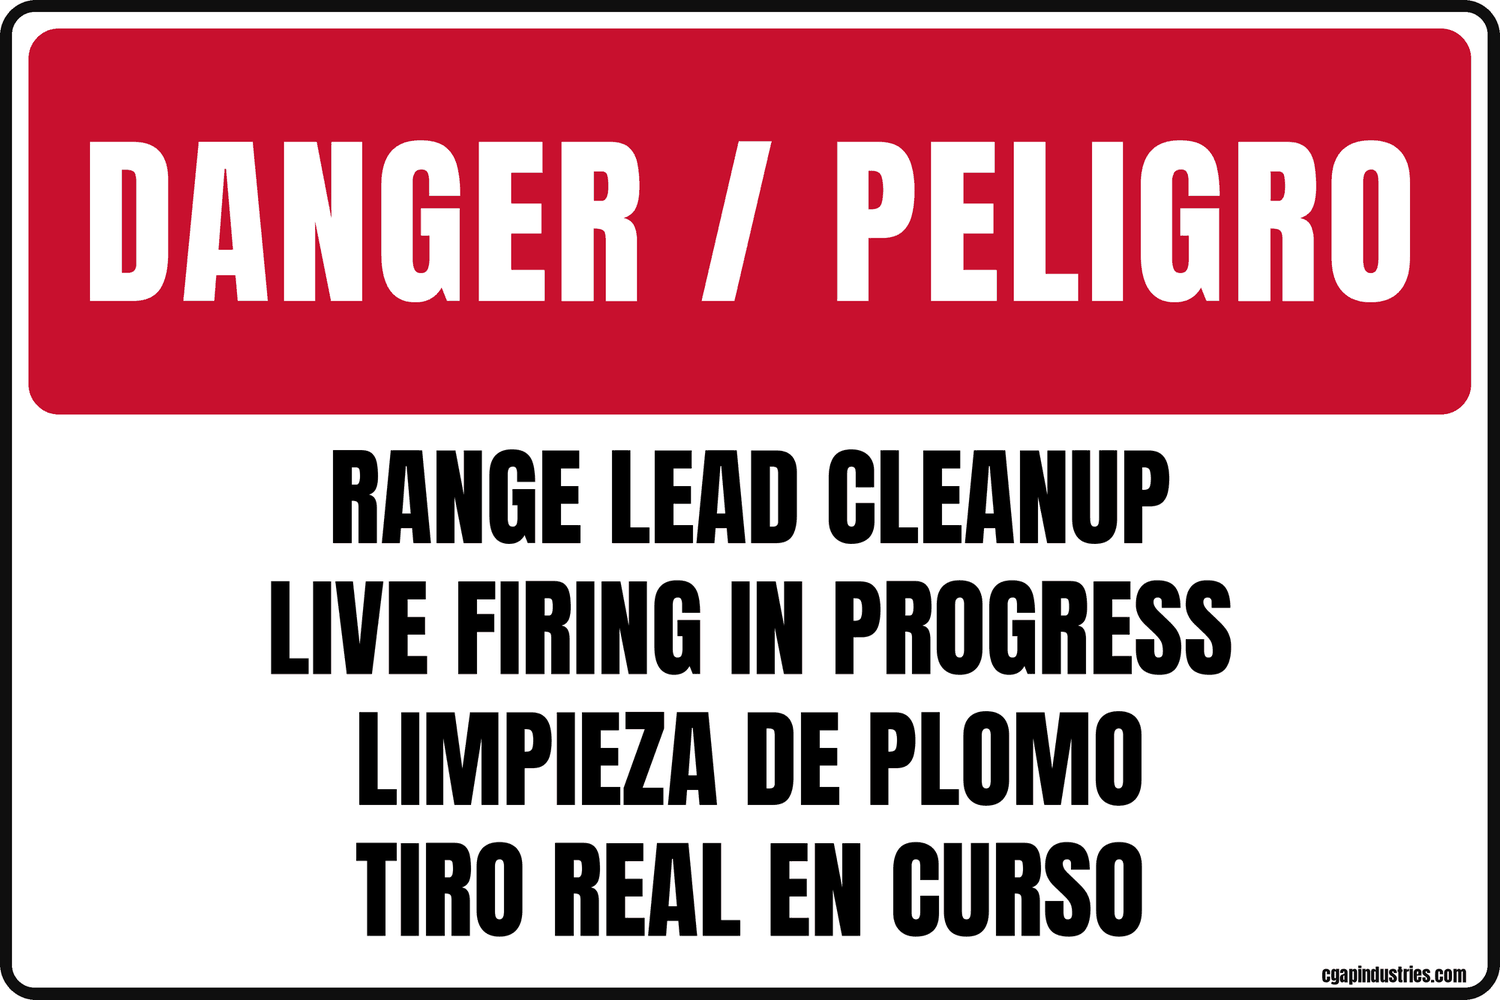 DANGER / PELIGRO
RANGE LEAD CLEANUP
LIVE FIRING IN PROGRESS
LIMPIEZA DE PLOMO
TIRO REAL EN CURSO
cgapindustries.com